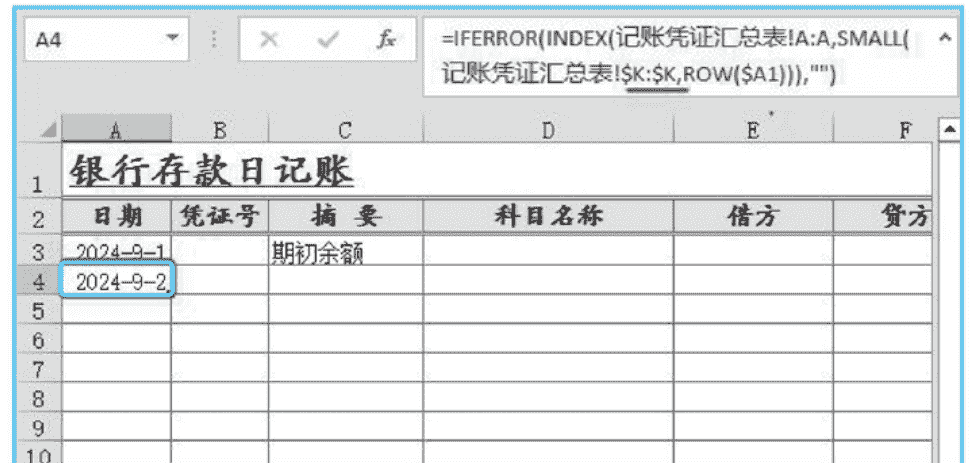 A4 fx =IFERROR(INDEX(记账凭证汇总表!A:A,SMALL(
记账凭证汇总表!$K:$K,ROW($A1))),"")
A B C D E F
1 银行存款日记账
2 日期 凭证号 摘 要 科目名称 借方 贷方
3 2024-9-1 期初余额
4 2024-9-2
5
6
7
8
9
10